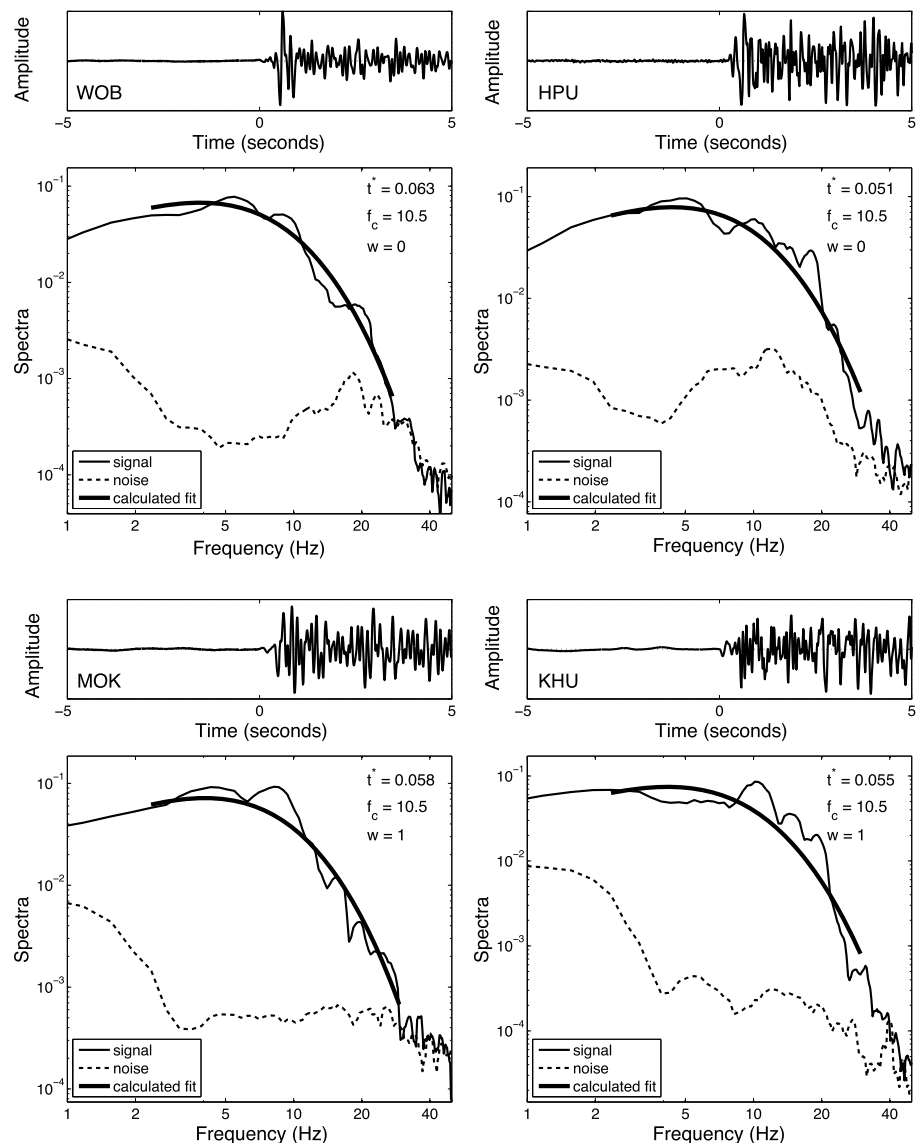 Amplitude
WOB
−5 0 5
Time (seconds)
Amplitude
HPU
−5 0 5
Time (seconds)
Spectra
10⁻¹
10⁻²
10⁻³
10⁻⁴
t* = 0.063
f_c = 10.5
w = 0
signal
noise
calculated fit
1 2 5 10 20 40
Frequency (Hz)
Spectra
10⁻¹
10⁻²
10⁻³
10⁻⁴
t* = 0.051
f_c = 10.5
w = 0
signal
noise
calculated fit
1 2 5 10 20 40
Frequency (Hz)
Amplitude
MOK
−5 0 5
Time (seconds)
Amplitude
KHU
−5 0 5
Time (seconds)
Spectra
10⁻¹
10⁻²
10⁻³
10⁻⁴
t* = 0.058
f_c = 10.5
w = 1
signal
noise
calculated fit
1 2 5 10 20 40
Frequency (Hz)
Spectra
10⁻¹
10⁻²
10⁻³
10⁻⁴
t* = 0.055
f_c = 10.5
w = 1
signal
noise
calculated fit
1 2 5 10 20 40
Frequency (Hz)